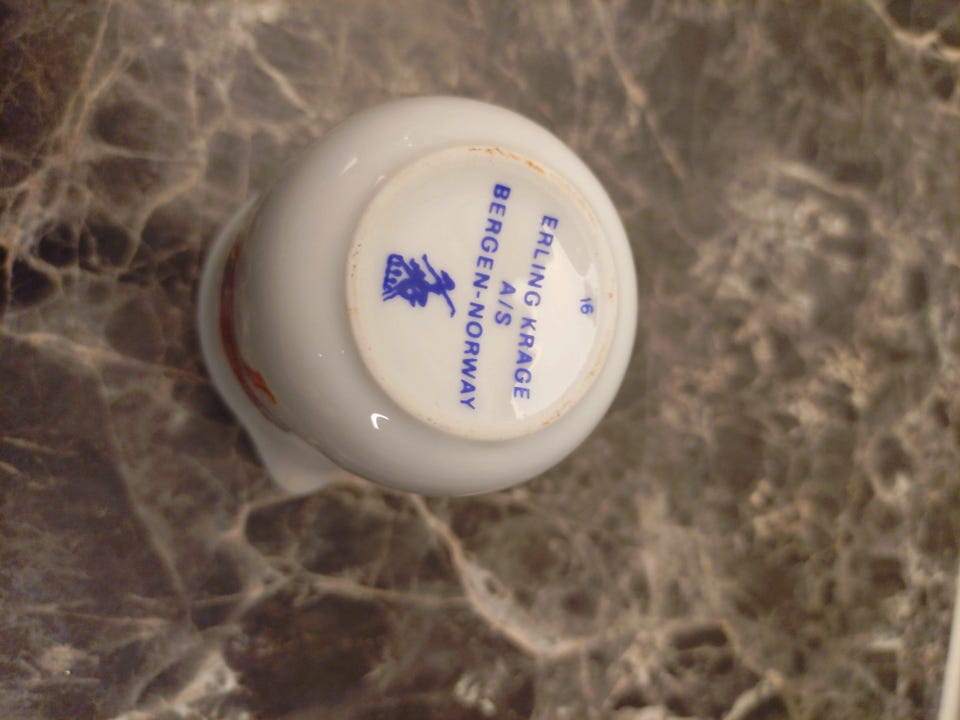 16
ERLING KRAGE
A/S
BERGEN-NORWAY